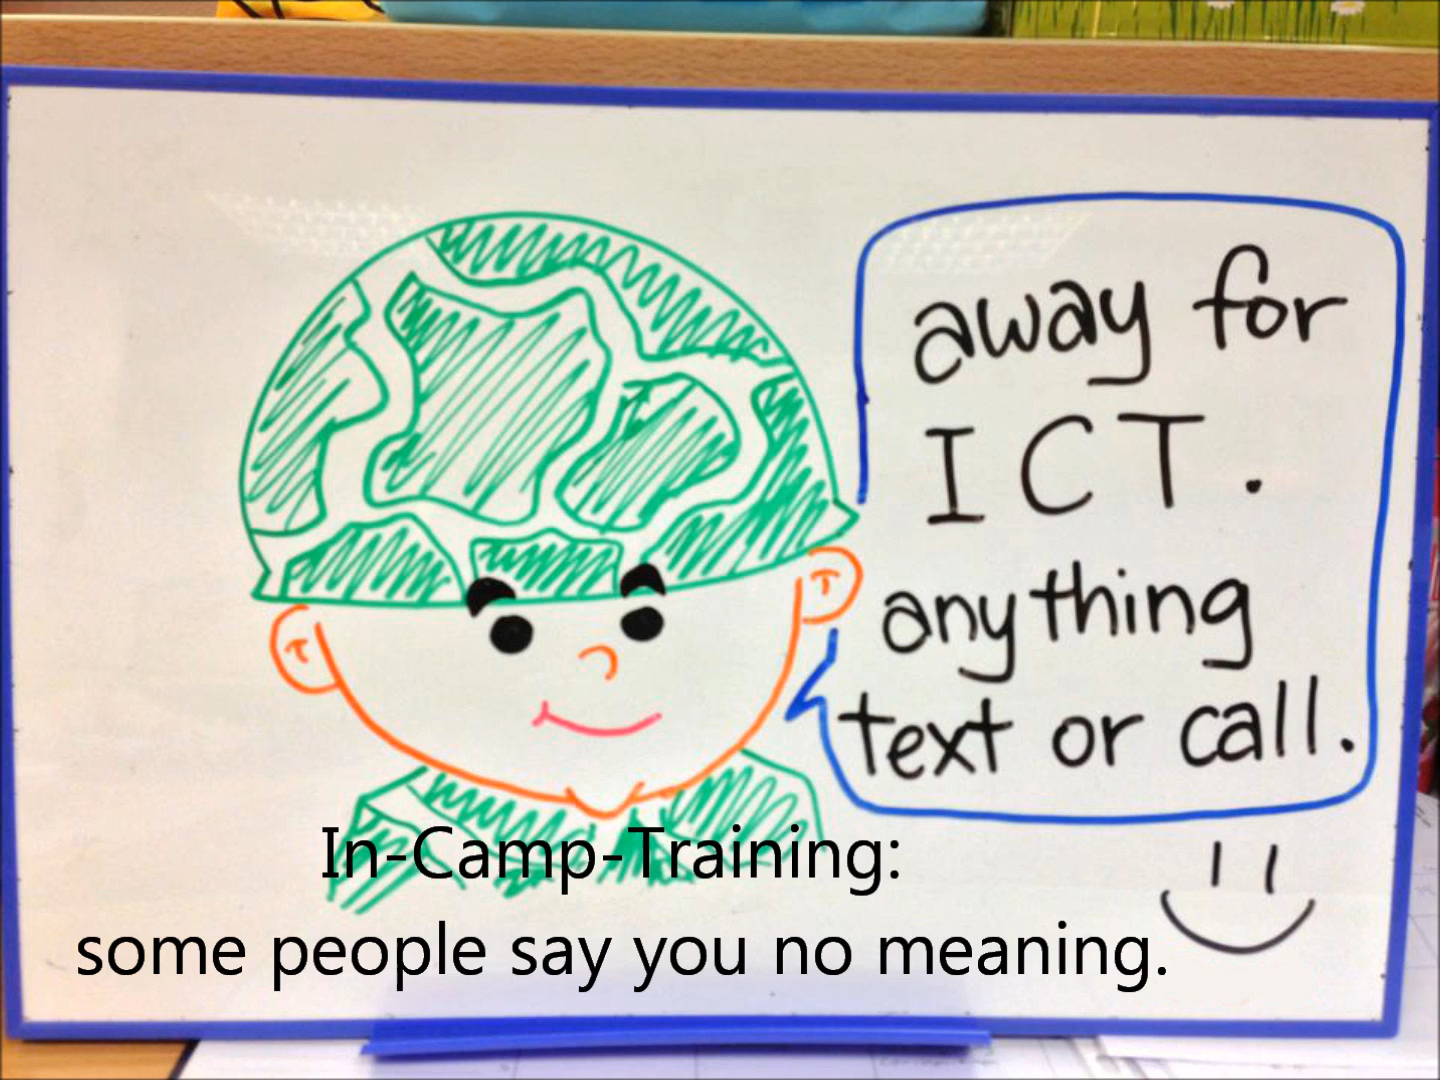 away for
ICT.
anything
text or call.
In-Camp-Training:
some people say you no meaning.